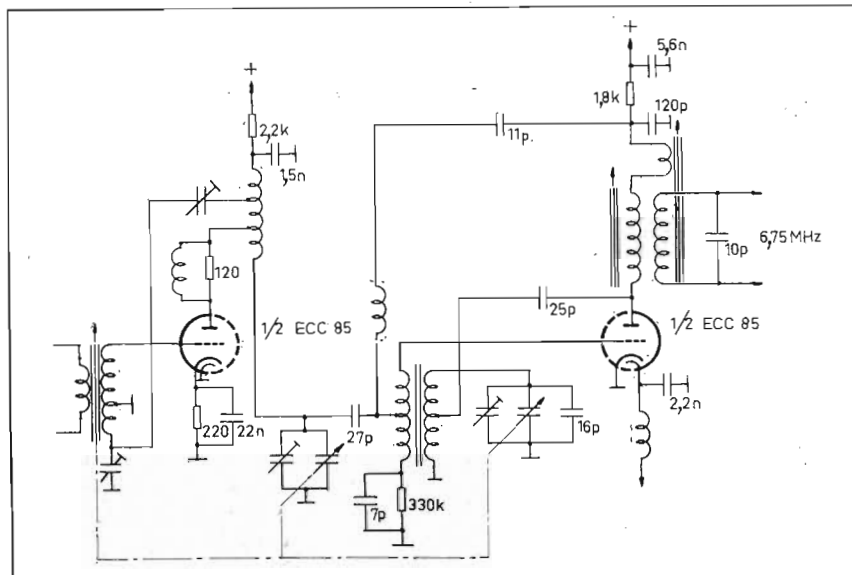 +
+
5,6n
2,2k
1,8k
1,5n
11p.
120p
120
10p
6,75 MHz
25p
1/2 ECC 85
1/2 ECC 85
220
22n
27p
16p
2,2n
7p
330k